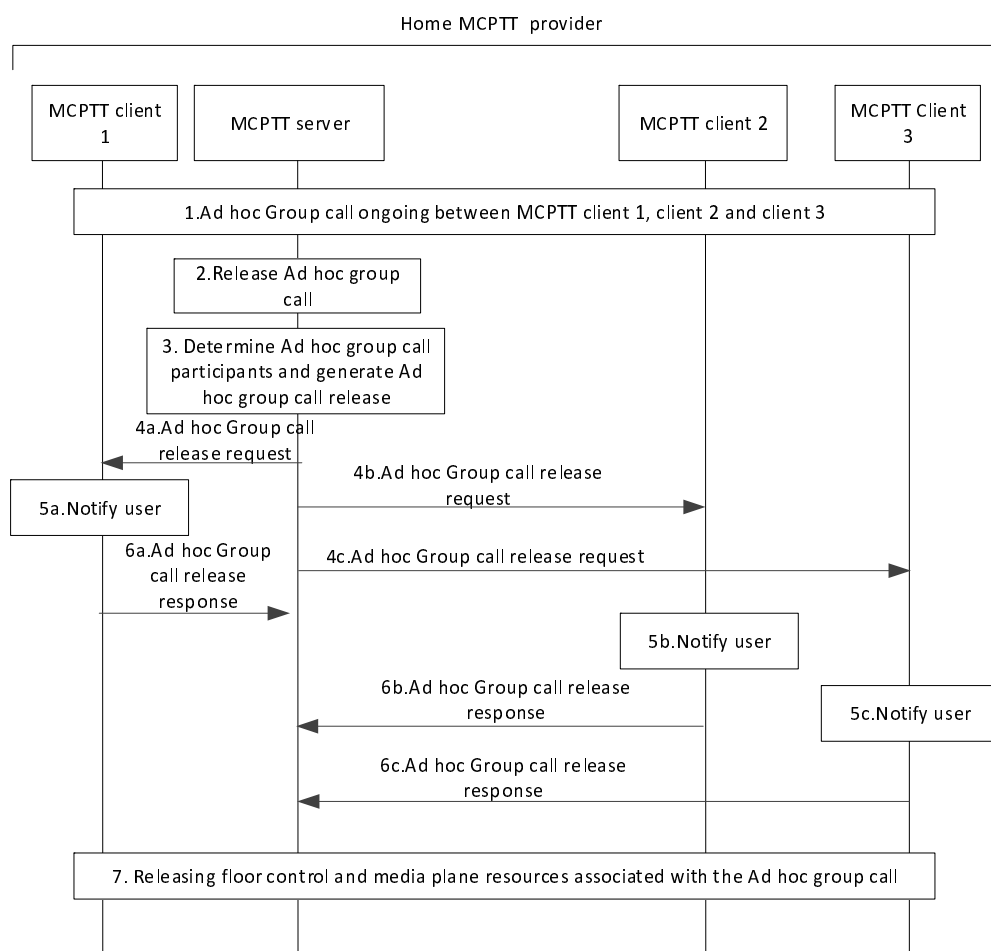 Home MCPTT provider
MCPTT client
1
MCPTT server
MCPTT client 2
MCPTT Client
3
1.Ad hoc Group call ongoing between MCPTT client 1, client 2 and client 3
2.Release Ad hoc group
call
3. Determine Ad hoc group call
participants and generate Ad
hoc group call release
4a.Ad hoc Group call
release request
4b.Ad hoc Group call release
request
5a.Notify user
6a.Ad hoc Group
call release
response
4c.Ad hoc Group call release request
5b.Notify user
6b.Ad hoc Group call release
response
5c.Notify user
6c.Ad hoc Group call release
response
7. Releasing floor control and media plane resources associated with the Ad hoc group call